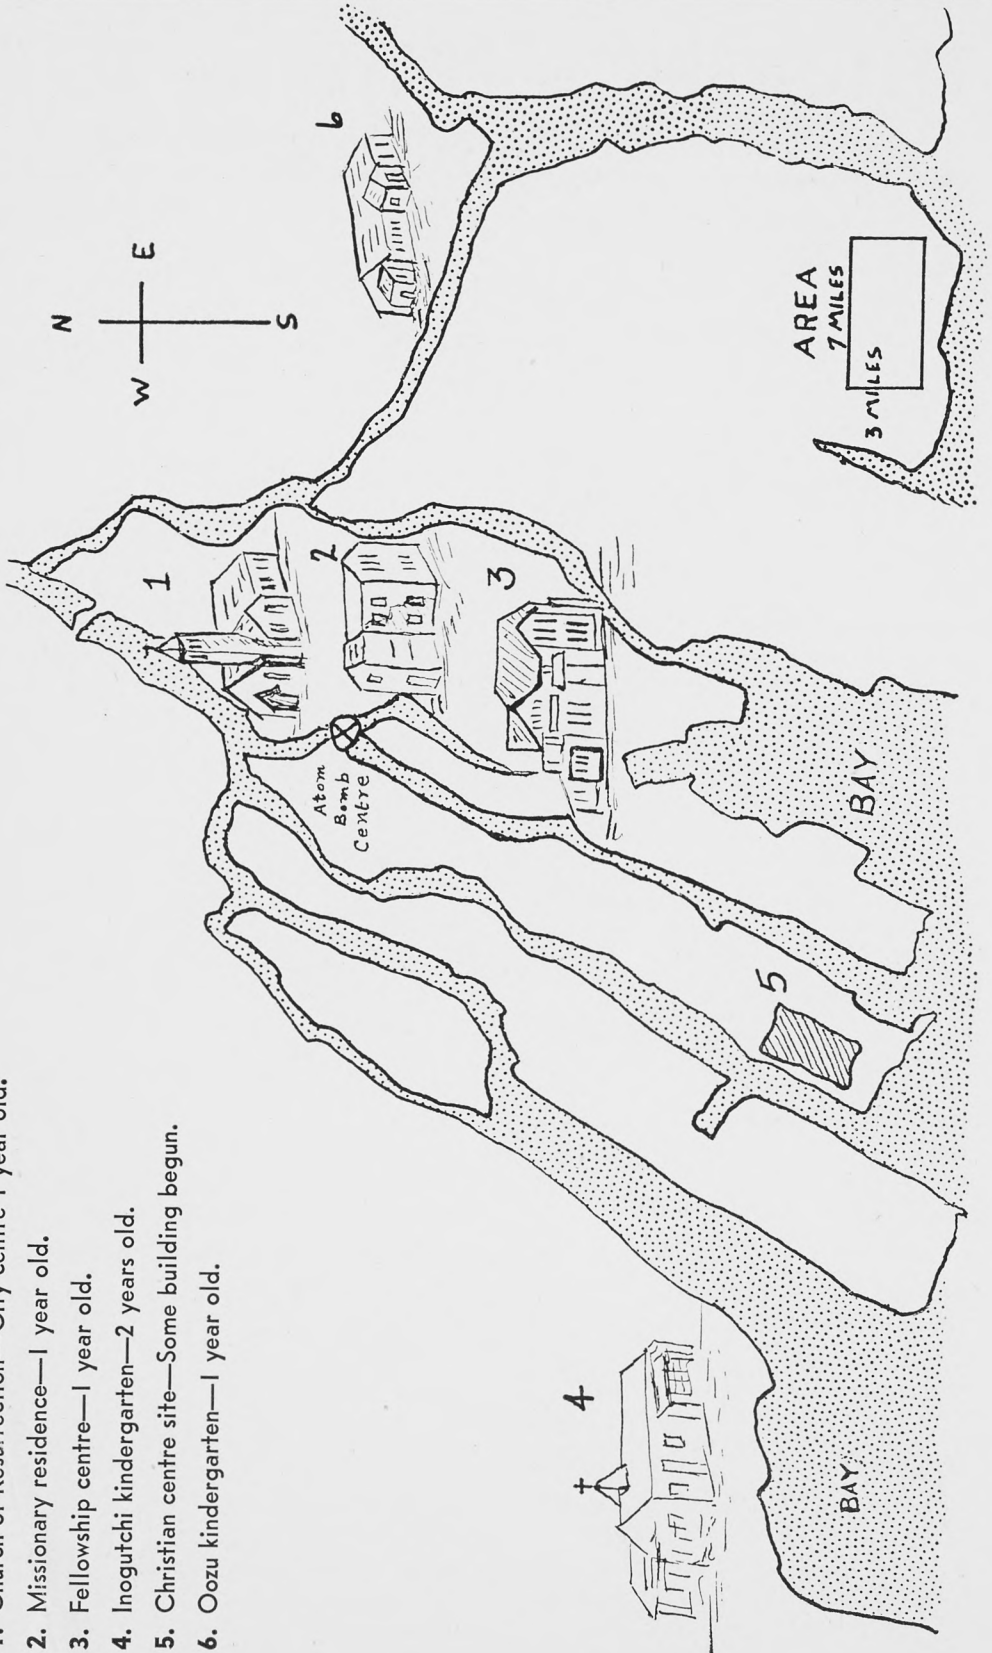 2. Missionary residence—1 year old.
3. Fellowship centre—1 year old.
4. Inogutchi kindergarten—2 years old.
5. Christian centre site—Some building begun.
6. Oozu kindergarten—1 year old.
N
W E
S
1
2
3
4
5
6
Atom
Bomb
Centre
AREA
7 MILES
3 MILES
BAY
BAY